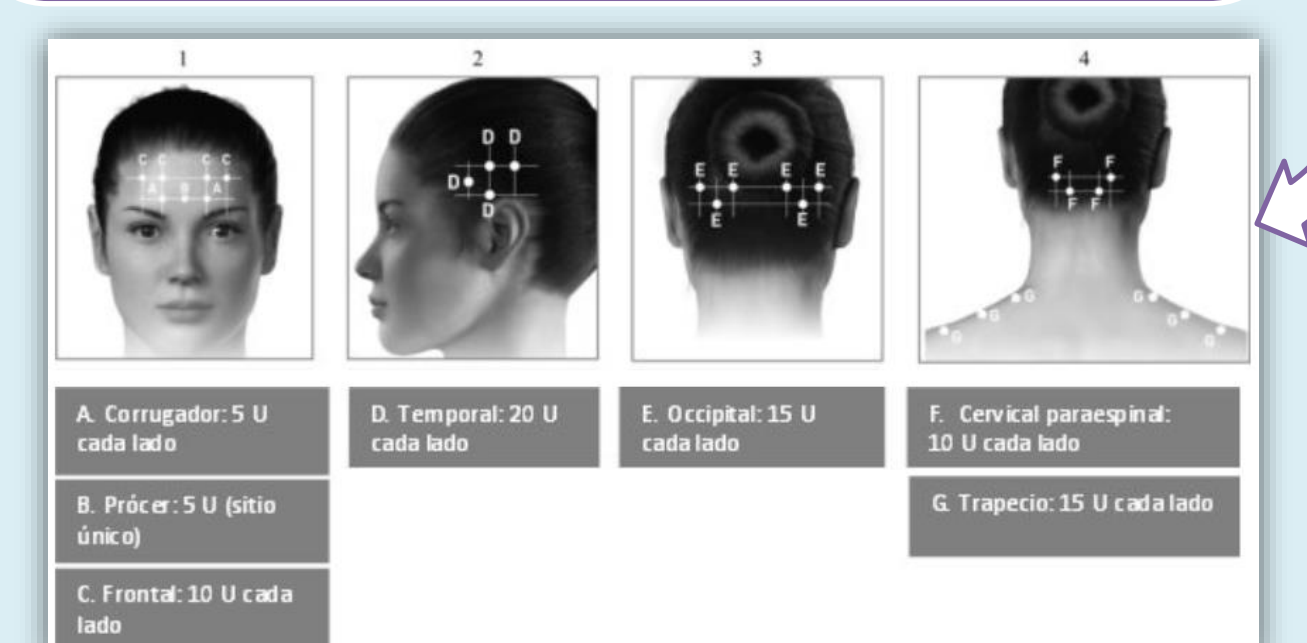 1
2
3
4
C C C C
A B A
D D
D
D
E E E E
E E
F F
F F
G G
G G
G G
A. Corrugador: 5 U
cada lado
B. Prócer: 5 U (sitio
único)
C. Frontal: 10 U cada
lado
D. Temporal: 20 U
cada lado
E. Occipital: 15 U
cada lado
F. Cervical paraespinal:
10 U cada lado
G. Trapecio: 15 U cada lado